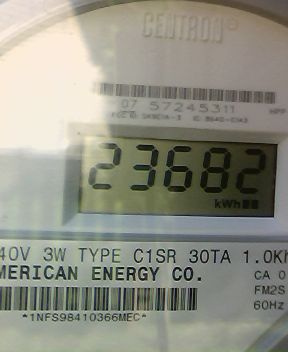 CENTRON®
07 57245311
23682
kWh
40V 3W TYPE C1SR 30TA 1.0Kh
MERICAN ENERGY CO.
CA 0
FM2S
60Hz
*1NFS98410366MEC*